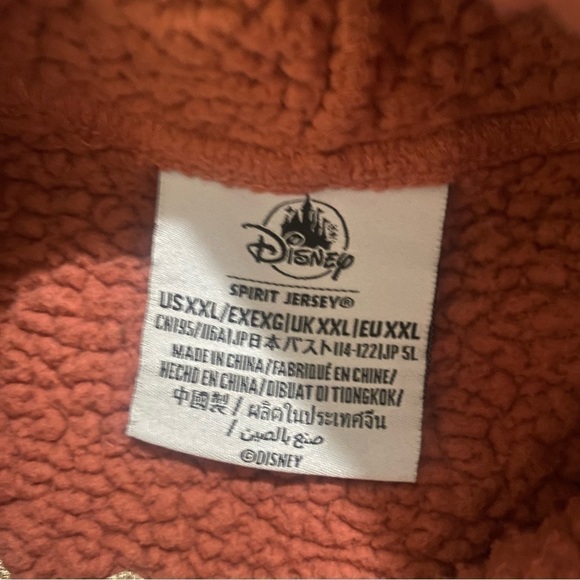 Disney
SPIRIT JERSEY®
US XXL/EXEXG|UK XXL|EU XXL
CN195/116A|JP日本バスト114-122|JP 5L
MADE IN CHINA/FABRIQUÉ EN CHINE/
HECHO EN CHINA/DIBUAT DI TIONGKOK/
中國製/ผลิตในประเทศจีน
/صنع بالصين
©DISNEY